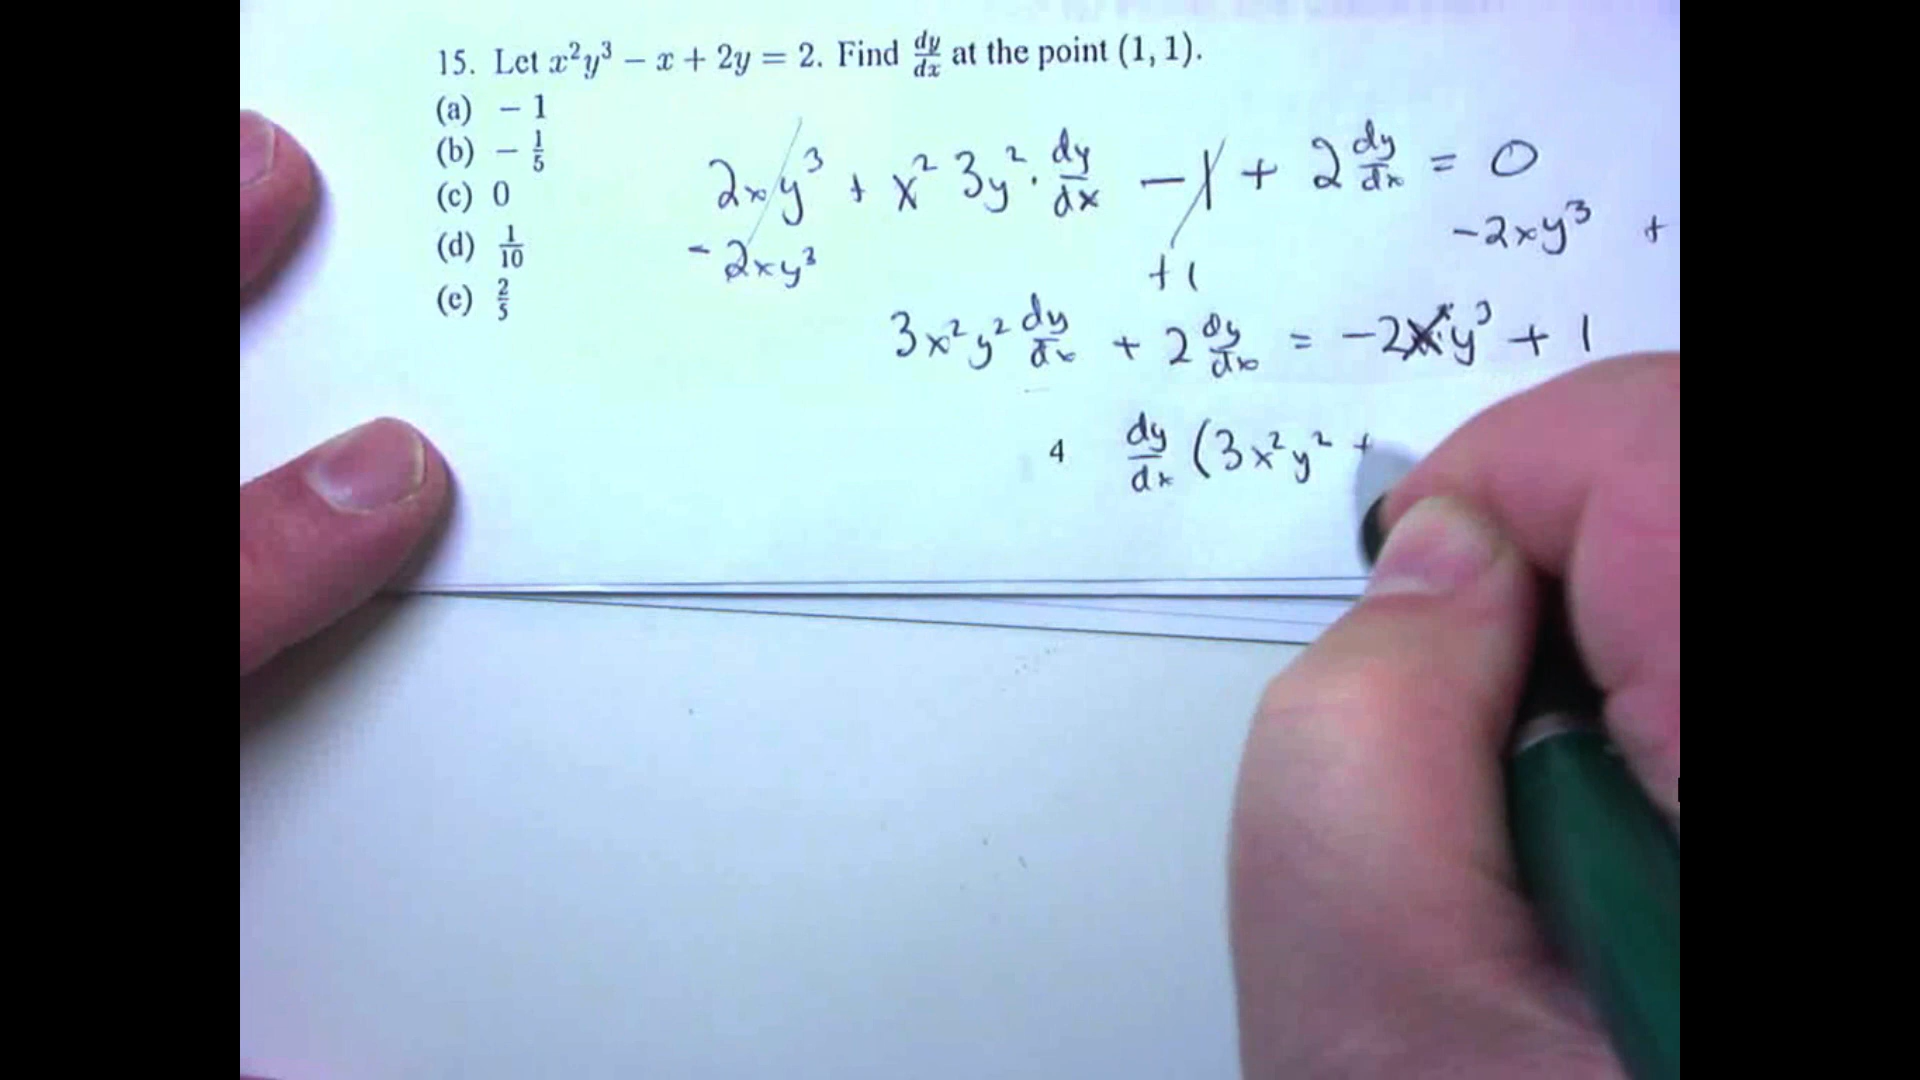 15. Let x²y³ − x + 2y = 2. Find dy/dx at the point (1, 1).
(a) − 1
(b) − 1/5
(c) 0
(d) 1/10
(e) 2/5
2xy³ + x² 3y² · dy/dx − 1 + 2 dy/dx = 0
− 2xy³ + 1 − 2xy³ +
3x²y² dy/dx + 2 dy/dx = −2xy³ + 1
4
dy/dx (3x²y² +